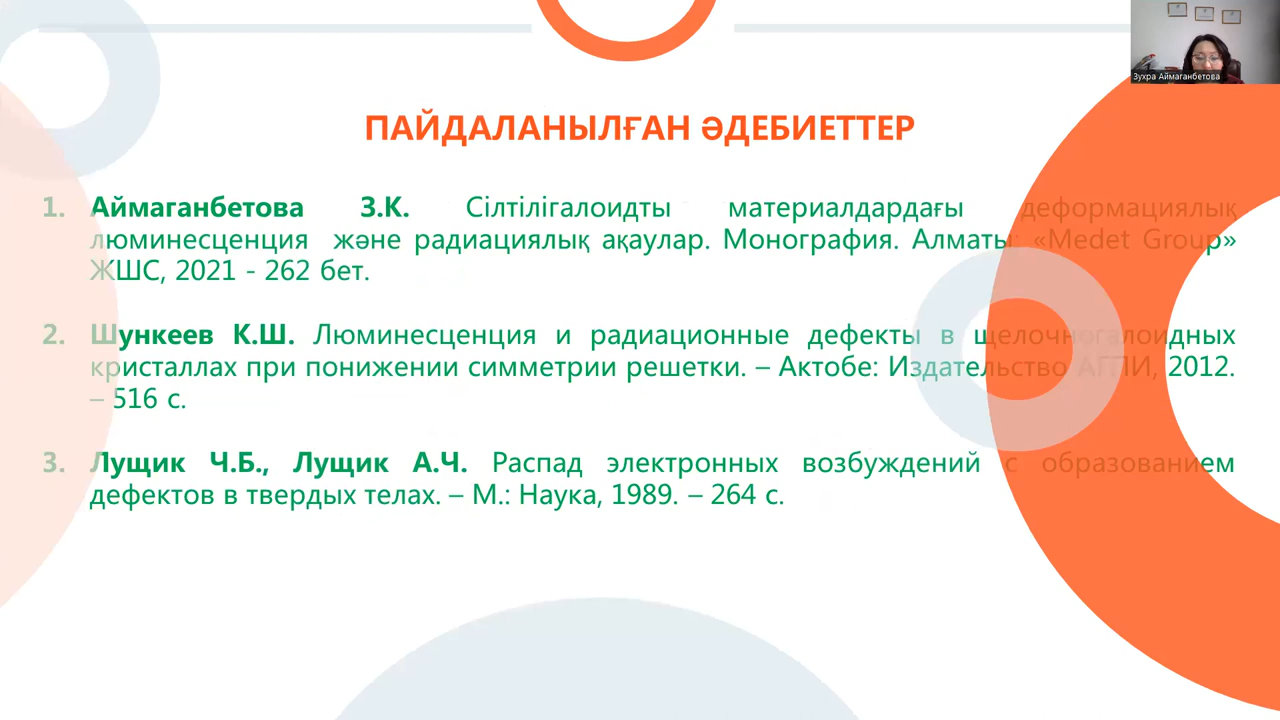 Зухра Аймаганбетова
ПАЙДАЛАНЫЛҒАН ӘДЕБИЕТТЕР
1. Аймаганбетова З.К. Сілтілігалоидты материалдардағы деформациялық
люминесценция және радиациялық ақаулар. Монография. Алматы: «Medet Group»
ЖШС, 2021 - 262 бет.
2. Шункеев К.Ш. Люминесценция и радиационные дефекты в щелочногалоидных
кристаллах при понижении симметрии решетки. – Актобе: Издательство АГПИ, 2012.
– 516 с.
3. Лущик Ч.Б., Лущик А.Ч. Распад электронных возбуждений с образованием
дефектов в твердых телах. – М.: Наука, 1989. – 264 с.